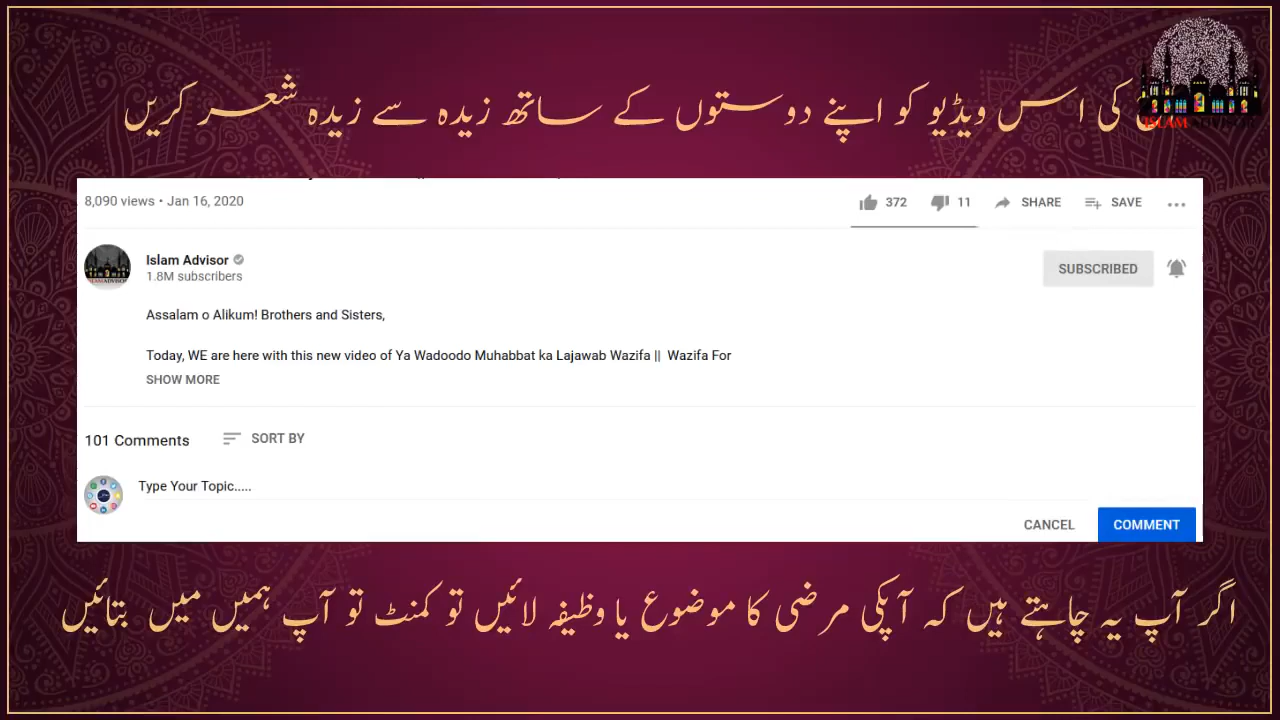 کی اس ویڈیو کو اپنے دوستوں کے ساتھ زیدہ سے زیدہ شعر کریں
8,090 views • Jan 16, 2020
372 11 SHARE SAVE
Islam Advisor
1.8M subscribers
SUBSCRIBED
Assalam o Alikum! Brothers and Sisters,
Today, WE are here with this new video of Ya Wadoodo Muhabbat ka Lajawab Wazifa || Wazifa For
SHOW MORE
101 Comments SORT BY
Type Your Topic.....
CANCEL COMMENT
اگر آپ یہ چاہتے ہیں کہ آپکی مرضی کا موضوع یا وظیفہ لائیں تو کمنٹ تو آپ ہمیں میں بتائیں